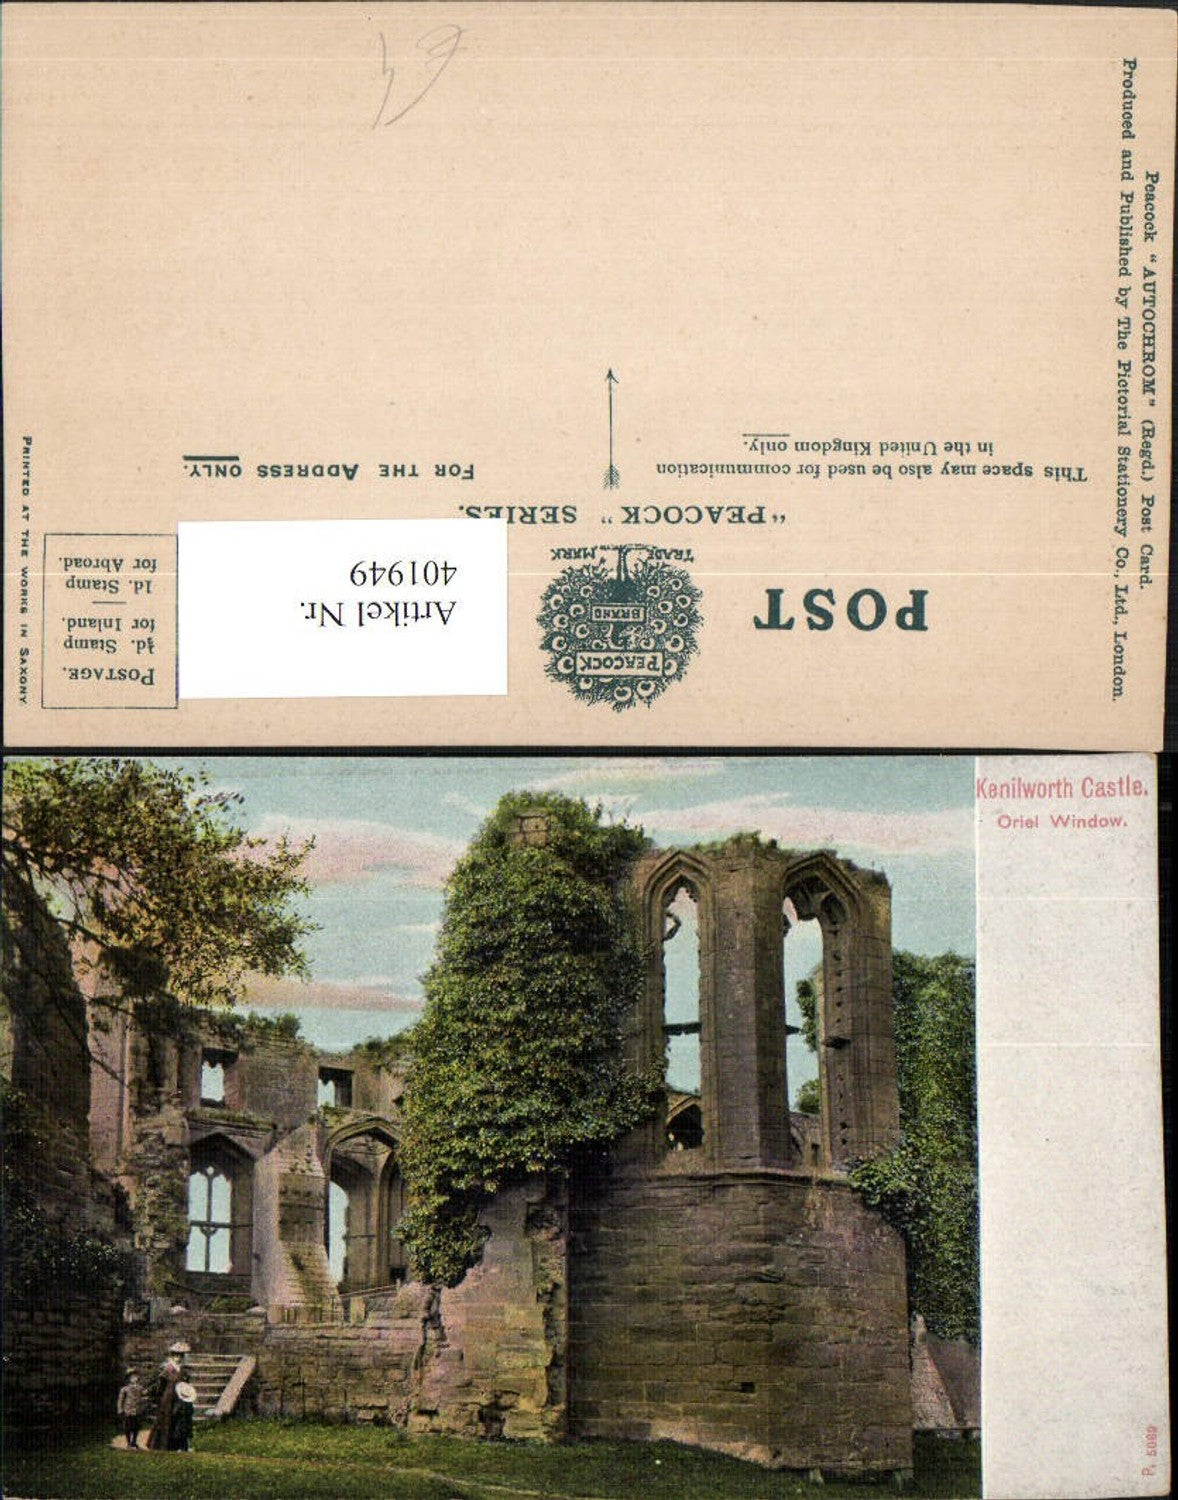 Peacock "AUTOCHROM" (Regd.) Post Card.
Produced and Published by The Pictorial Stationery Co., Ltd., London.
POST
PEACOCK
BRAND
TRADE MARK
"PEACOCK" SERIES.
This space may also be used for communication
in the United Kingdom only.
FOR THE ADDRESS ONLY.
Artikel Nr.
401949
POSTAGE.
½d. Stamp
for Inland.
1d. Stamp
for Abroad.
PRINTED AT THE WORKS IN SAXONY
Kenilworth Castle.
Oriel Window.